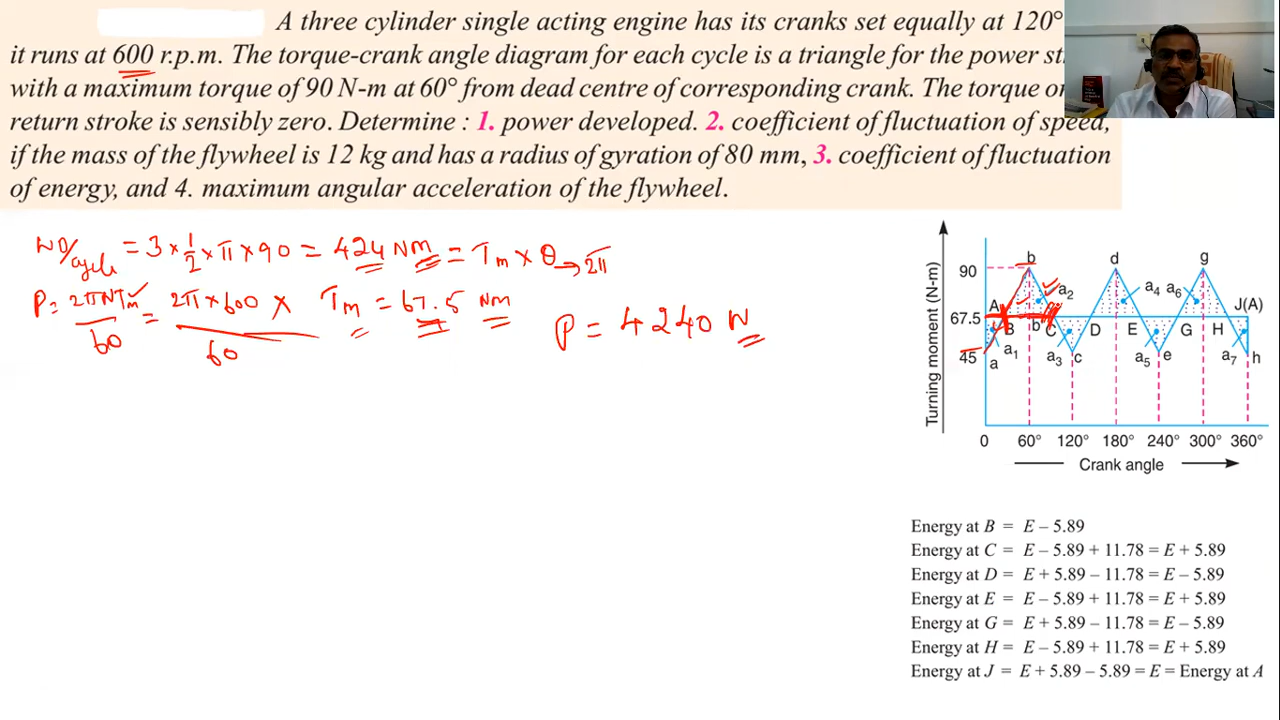 A three cylinder single acting engine has its cranks set equally at 120°
it runs at 600 r.p.m. The torque-crank angle diagram for each cycle is a triangle for the power st
with a maximum torque of 90 N-m at 60° from dead centre of corresponding crank. The torque on
return stroke is sensibly zero. Determine : 1. power developed. 2. coefficient of fluctuation of speed,
if the mass of the flywheel is 12 kg and has a radius of gyration of 80 mm, 3. coefficient of fluctuation
of energy, and 4. maximum angular acceleration of the flywheel.
WD/cycle = 3 × 1/2 × π × 90 = 424 Nm = Tm × θ → 2π
P = 2πNTm/60 = 2π × 600 × /60 Tm = 67.5 Nm
P = 4240 W
Turning moment (N-m)
90
67.5
45
b d g
A a2 a4 a6 J(A)
B b' C D E G H
a a1 a3 c a5 e a7 h
0 60° 120° 180° 240° 300° 360°
Crank angle
Energy at B = E – 5.89
Energy at C = E – 5.89 + 11.78 = E + 5.89
Energy at D = E + 5.89 – 11.78 = E – 5.89
Energy at E = E – 5.89 + 11.78 = E + 5.89
Energy at G = E + 5.89 – 11.78 = E – 5.89
Energy at H = E – 5.89 + 11.78 = E + 5.89
Energy at J = E + 5.89 – 5.89 = E = Energy at A